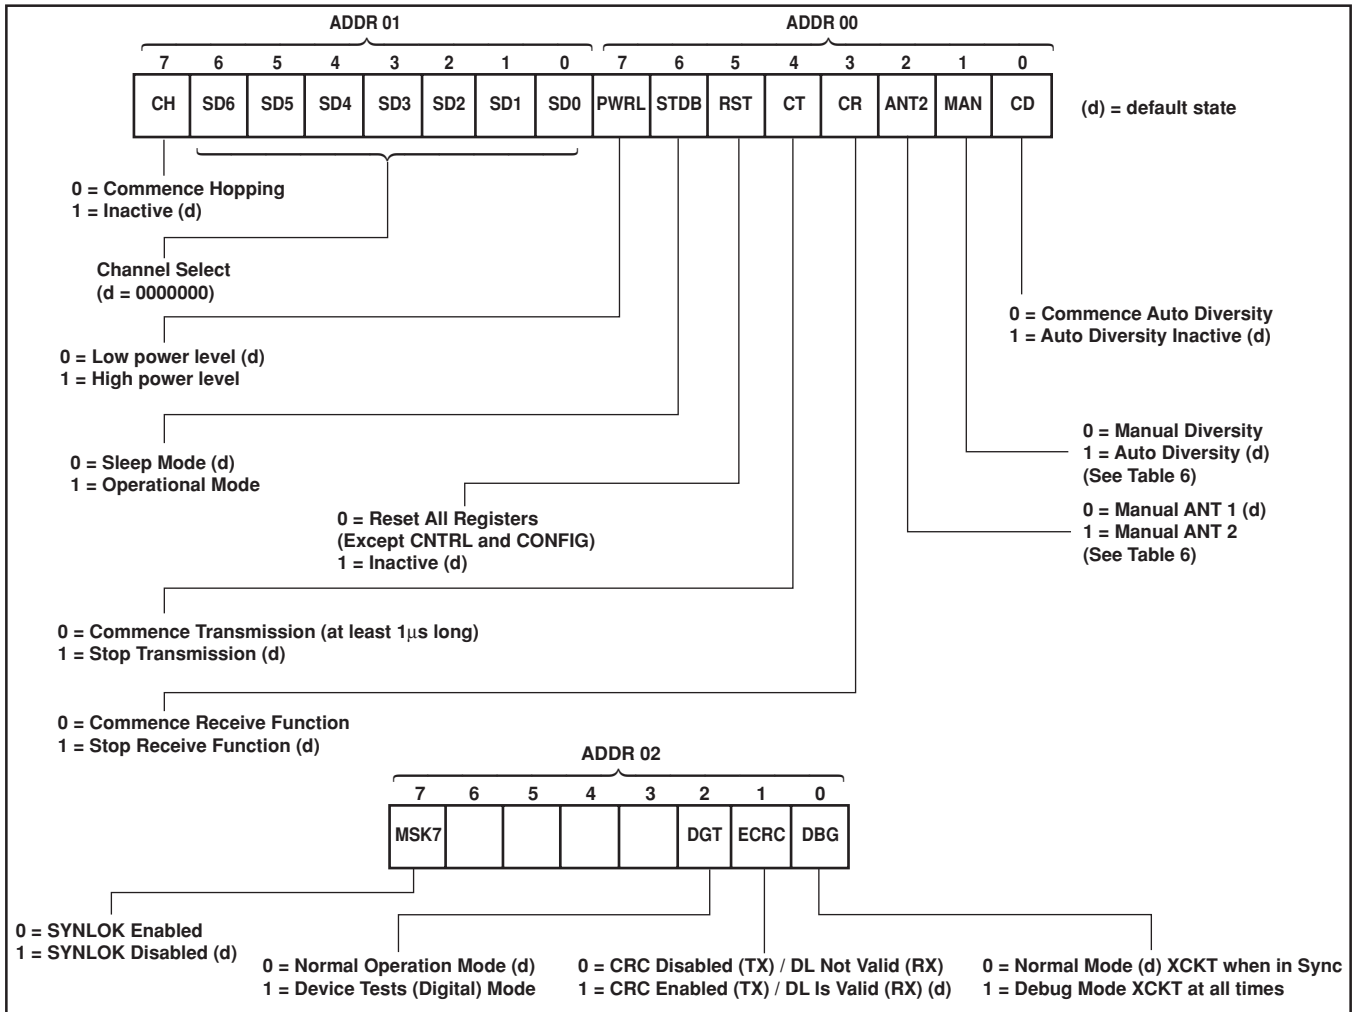 ADDR 01 ADDR 00
7 6 5 4 3 2 1 0 7 6 5 4 3 2 1 0
CH SD6 SD5 SD4 SD3 SD2 SD1 SD0 PWRL STDB RST CT CR ANT2 MAN CD
(d) = default state
0 = Commence Hopping
1 = Inactive (d)
Channel Select
(d = 0000000)
0 = Commence Auto Diversity
1 = Auto Diversity Inactive (d)
0 = Low power level (d)
1 = High power level
0 = Manual Diversity
1 = Auto Diversity (d)
(See Table 6)
0 = Sleep Mode (d)
1 = Operational Mode
0 = Manual ANT 1 (d)
1 = Manual ANT 2
(See Table 6)
0 = Reset All Registers
(Except CNTRL and CONFIG)
1 = Inactive (d)
0 = Commence Transmission (at least 1µs long)
1 = Stop Transmission (d)
0 = Commence Receive Function
1 = Stop Receive Function (d)
ADDR 02
7 6 5 4 3 2 1 0
MSK7 DGT ECRC DBG
0 = SYNLOK Enabled
1 = SYNLOK Disabled (d)
0 = Normal Operation Mode (d)
1 = Device Tests (Digital) Mode
0 = CRC Disabled (TX) / DL Not Valid (RX)
1 = CRC Enabled (TX) / DL Is Valid (RX) (d)
0 = Normal Mode (d) XCKT when in Sync
1 = Debug Mode XCKT at all times